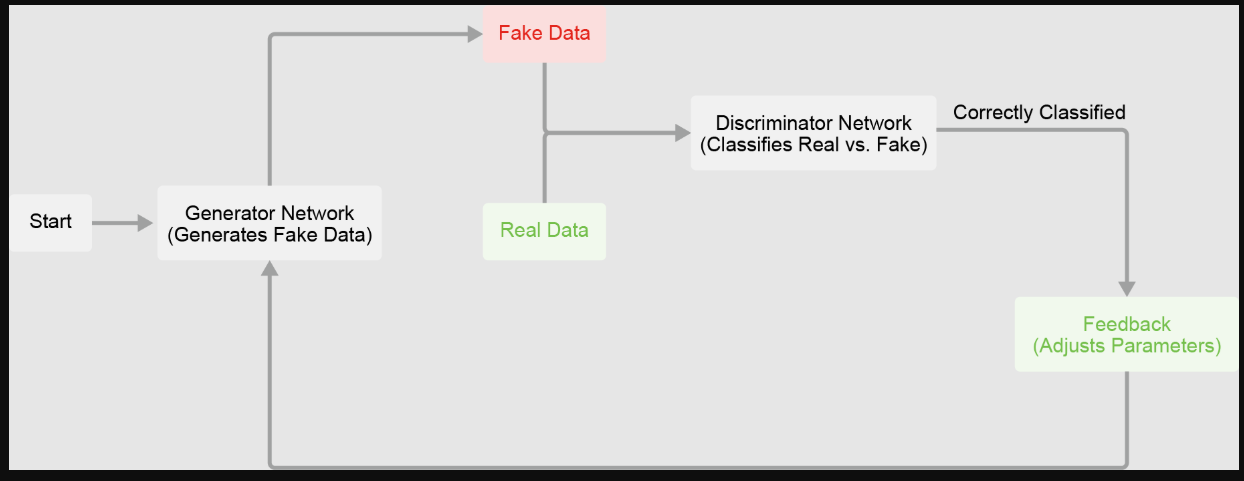 Fake Data
Discriminator Network
(Classifies Real vs. Fake)
Correctly Classified
Start
Generator Network
(Generates Fake Data)
Real Data
Feedback
(Adjusts Parameters)